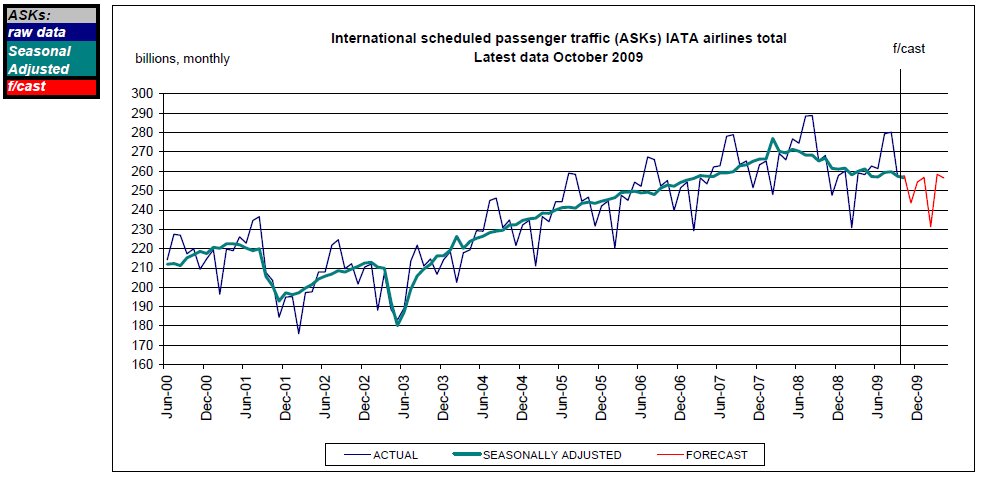 ASKs:
raw data
Seasonal
Adjusted
f/cast
International scheduled passenger traffic (ASKs) IATA airlines total
Latest data October 2009
billions, monthly
f/cast
300
290
280
270
260
250
240
230
220
210
200
190
180
170
160
Jun-00
Dec-00
Jun-01
Dec-01
Jun-02
Dec-02
Jun-03
Dec-03
Jun-04
Dec-04
Jun-05
Dec-05
Jun-06
Dec-06
Jun-07
Dec-07
Jun-08
Dec-08
Jun-09
Dec-09
ACTUAL
SEASONALLY ADJUSTED
FORECAST